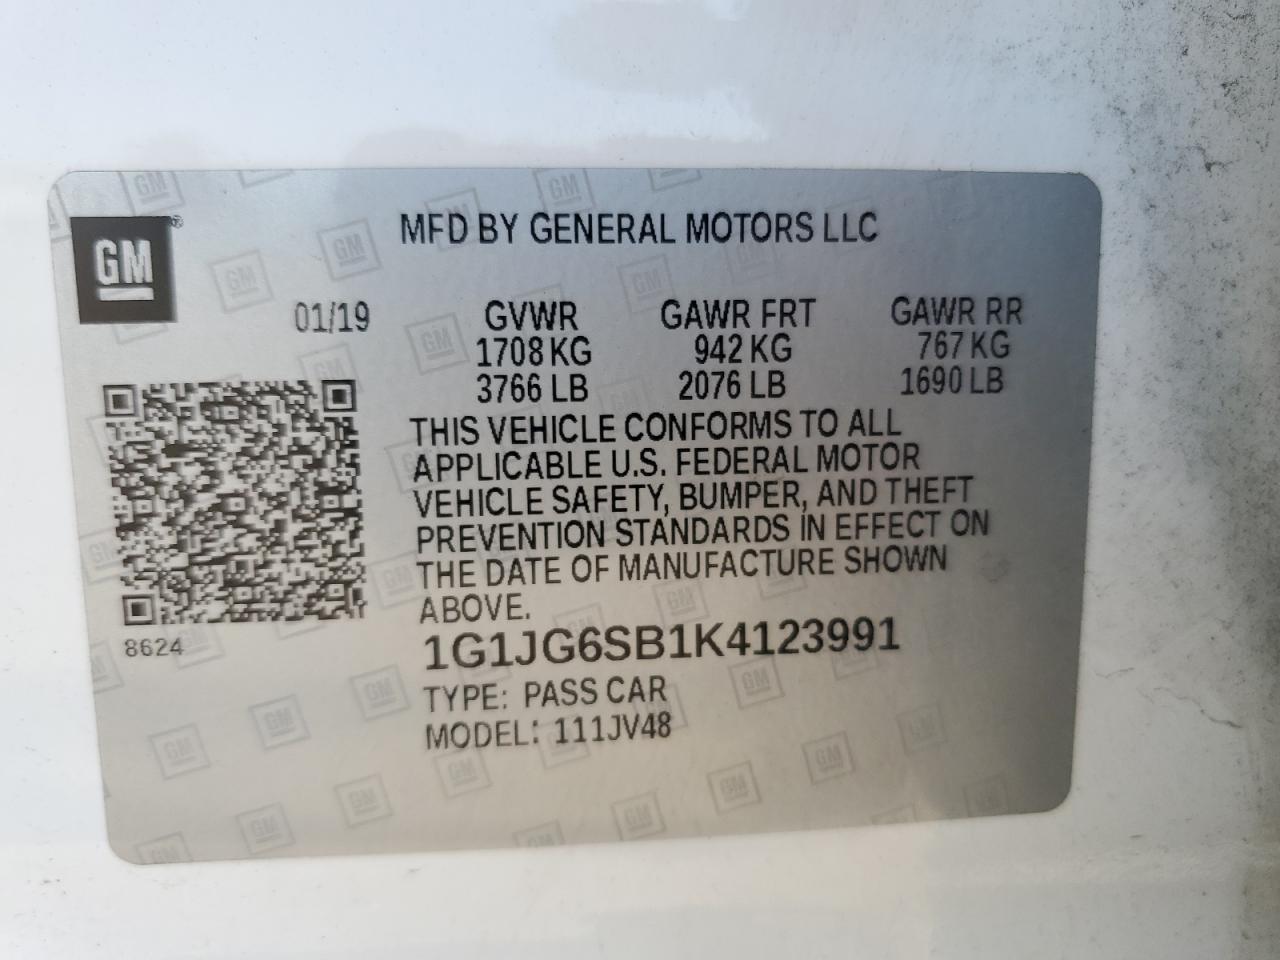 GM®
MFD BY GENERAL MOTORS LLC
01/19 GVWR GAWR FRT GAWR RR
1708 KG 942 KG 767 KG
3766 LB 2076 LB 1690 LB
THIS VEHICLE CONFORMS TO ALL
APPLICABLE U.S. FEDERAL MOTOR
VEHICLE SAFETY, BUMPER, AND THEFT
PREVENTION STANDARDS IN EFFECT ON
THE DATE OF MANUFACTURE SHOWN
ABOVE.
8624
1G1JG6SB1K4123991
TYPE: PASS CAR
MODEL: 111JV48